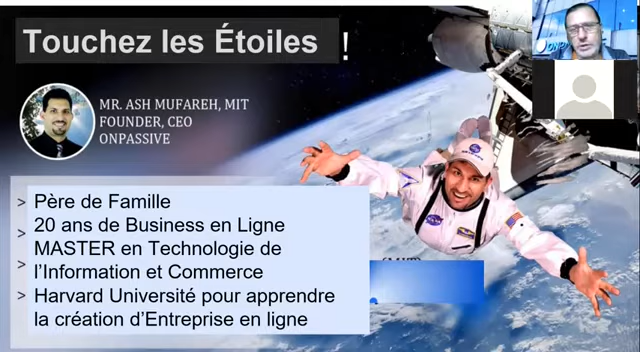 Touchez les Étoiles !
MR. ASH MUFAREH, MIT
FOUNDER, CEO
ONPASSIVE
> Père de Famille
> 20 ans de Business en Ligne
MASTER en Technologie de
> l’Information et Commerce
> Harvard Université pour apprendre
la création d’Entreprise en ligne